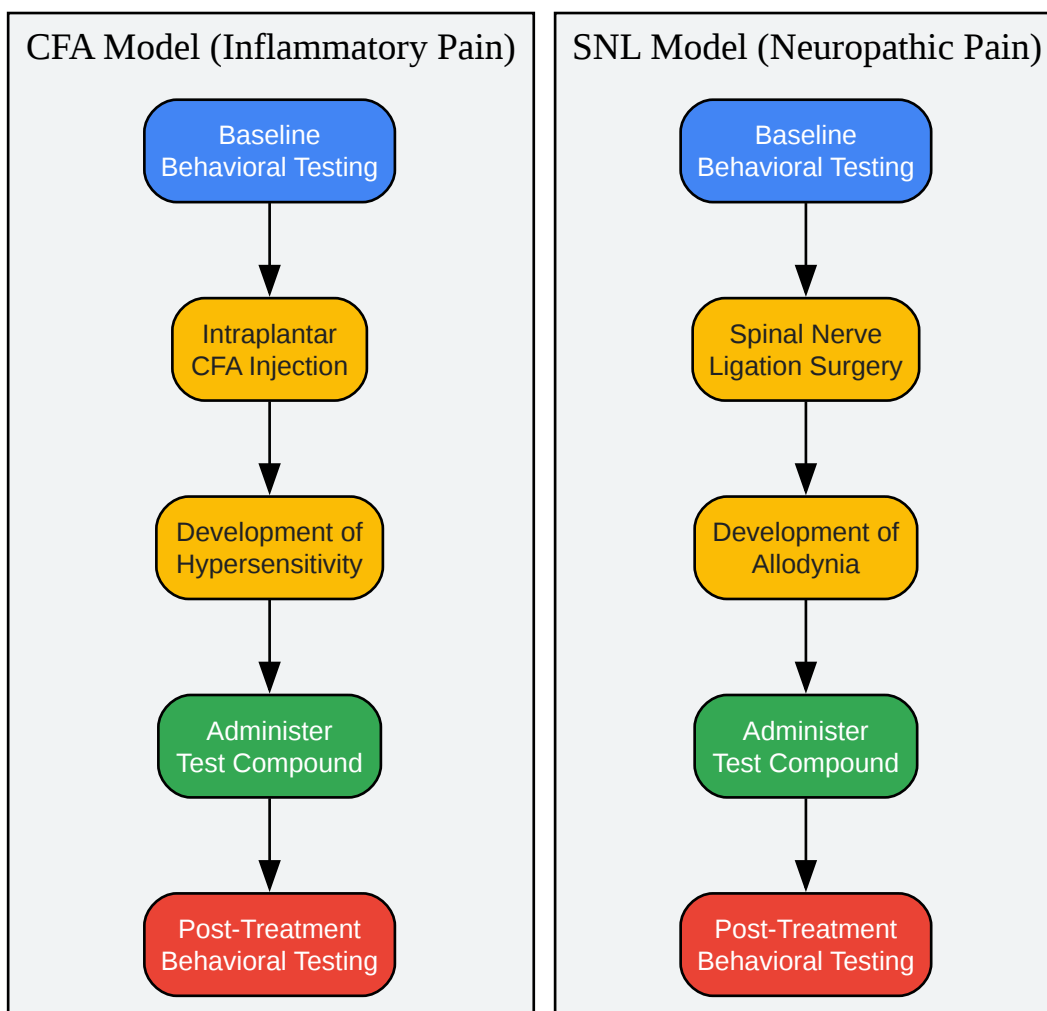 CFA Model (Inflammatory Pain)
Baseline
Behavioral Testing
Intraplantar
CFA Injection
Development of
Hypersensitivity
Administer
Test Compound
Post-Treatment
Behavioral Testing
SNL Model (Neuropathic Pain)
Baseline
Behavioral Testing
Spinal Nerve
Ligation Surgery
Development of
Allodynia
Administer
Test Compound
Post-Treatment
Behavioral Testing